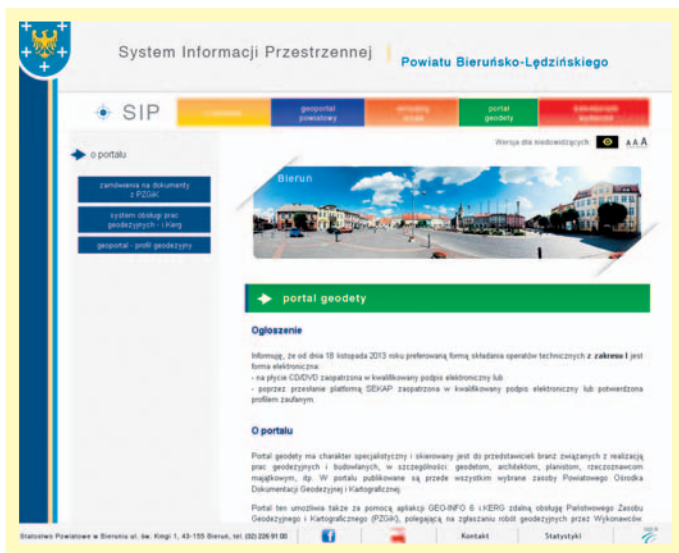 System Informacji Przestrzennej
Powiatu Bieruńsko-Lędzińskiego
SIP
geoportal
powiatowy
portal
geodety
Wersja dla niedowidzących: A A A
o portalu
zamówienia na dokumenty
z PZGiK
system obsługi prac
geodezyjnych - i.Kerg
geoportal - profil geodezyjny
Bieruń
portal geodety
Ogłoszenie
Informuję, że od dnia 18 listopada 2013 roku preferowaną formą składania operatów technicznych z zakresu I jest
forma elektroniczna:
- na płycie CD/DVD zaopatrzona w kwalifikowany podpis elektroniczny lub
- poprzez przesłanie platformą SEKAP zaopatrzona w kwalifikowany podpis elektroniczny lub potwierdzona
profilem zaufanym.
O portalu
Portal geodety ma charakter specjalistyczny i skierowany jest do przedstawicieli branż związanych z realizacją
prac geodezyjnych i budowlanych, w szczególności: geodetom, architektom, planistom, rzeczoznawcom
majątkowym, itp. W portalu publikowane są przede wszystkim wybrane zasoby Powiatowego Ośrodka
Dokumentacji Geodezyjnej i Kartograficznej.
Portal ten umożliwia także za pomocą aplikacji GEO-INFO 6 i.KERG zdalną obsługę Państwowego Zasobu
Geodezyjnego i Kartograficznego (PZGiK), polegającą na zgłaszaniu robót geodezyjnych przez Wykonawców
Starostwo Powiatowe w Bieruniu ul. św. Kingi 1, 43-155 Bieruń, tel. (32) 226 91 00
Kontakt
Statystyki